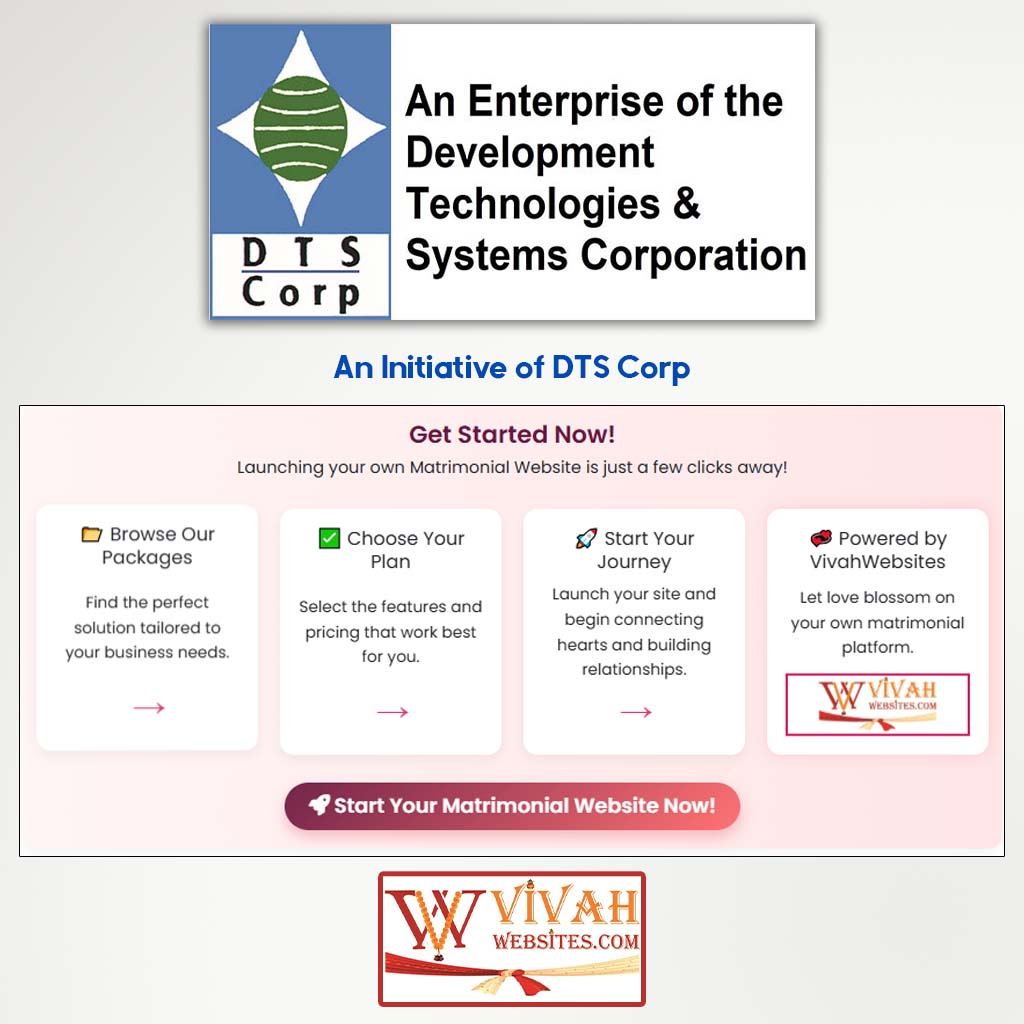 D T S
Corp
An Enterprise of the
Development
Technologies &
Systems Corporation
An Initiative of DTS Corp
Get Started Now!
Launching your own Matrimonial Website is just a few clicks away!
Browse Our
Packages
Find the perfect
solution tailored to
your business needs.
→
Choose Your
Plan
Select the features and
pricing that work best
for you.
→
Start Your
Journey
Launch your site and
begin connecting
hearts and building
relationships.
→
Powered by
VivahWebsites
Let love blossom on
your own matrimonial
platform.
VIVAH
WEBSITES.COM
Start Your Matrimonial Website Now!
VIVAH
WEBSITES.COM